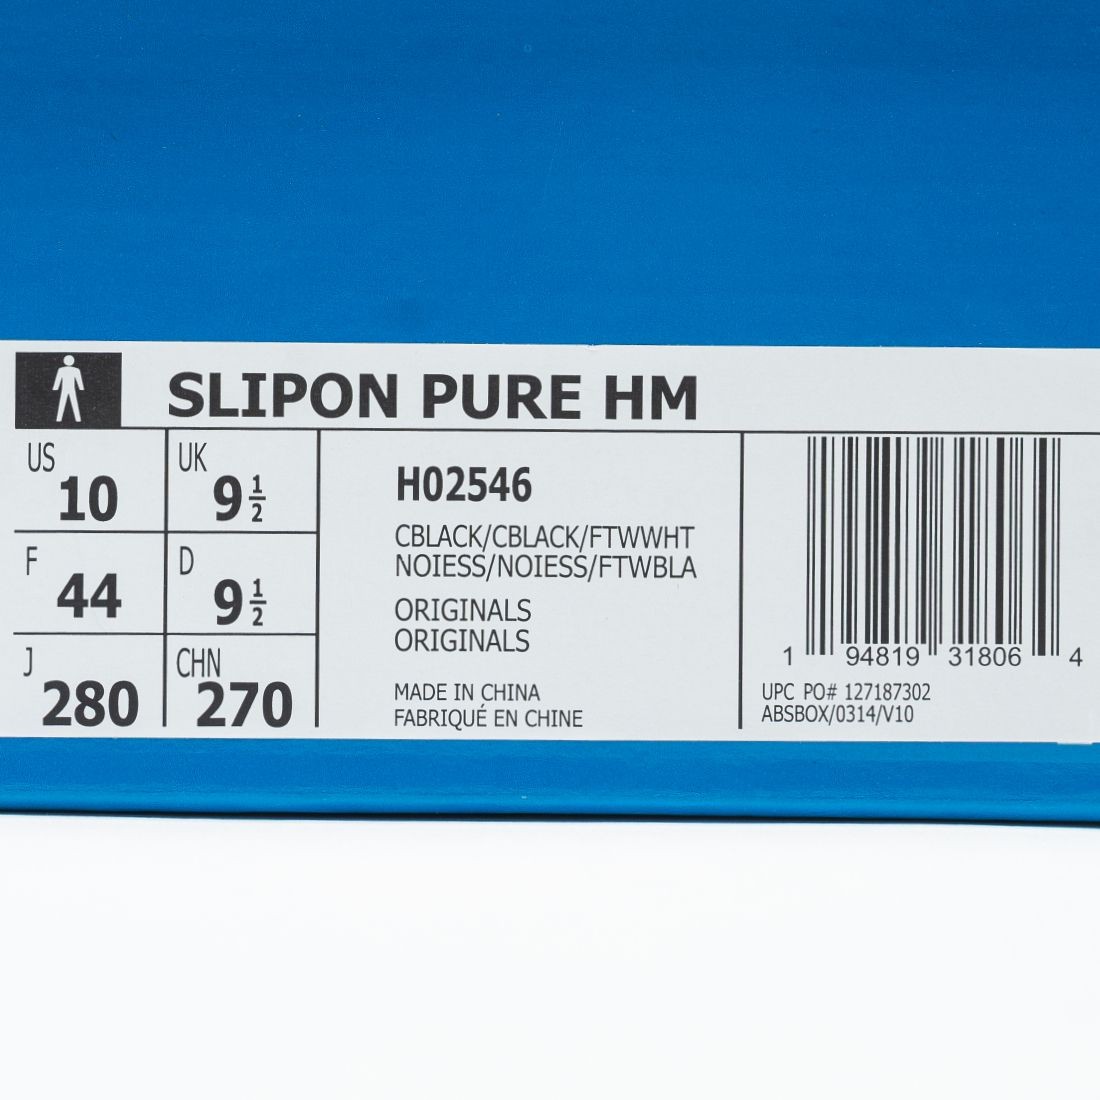 SLIPON PURE HM
US 10
UK 9 1/2
F 44
D 9 1/2
J 280
CHN 270
H02546
CBLACK/CBLACK/FTWWHT
NOIESS/NOIESS/FTWBLA
ORIGINALS
ORIGINALS
MADE IN CHINA
FABRIQUÉ EN CHINE
1 94819 31806 4
UPC PO# 127187302
ABSBOX/0314/V10